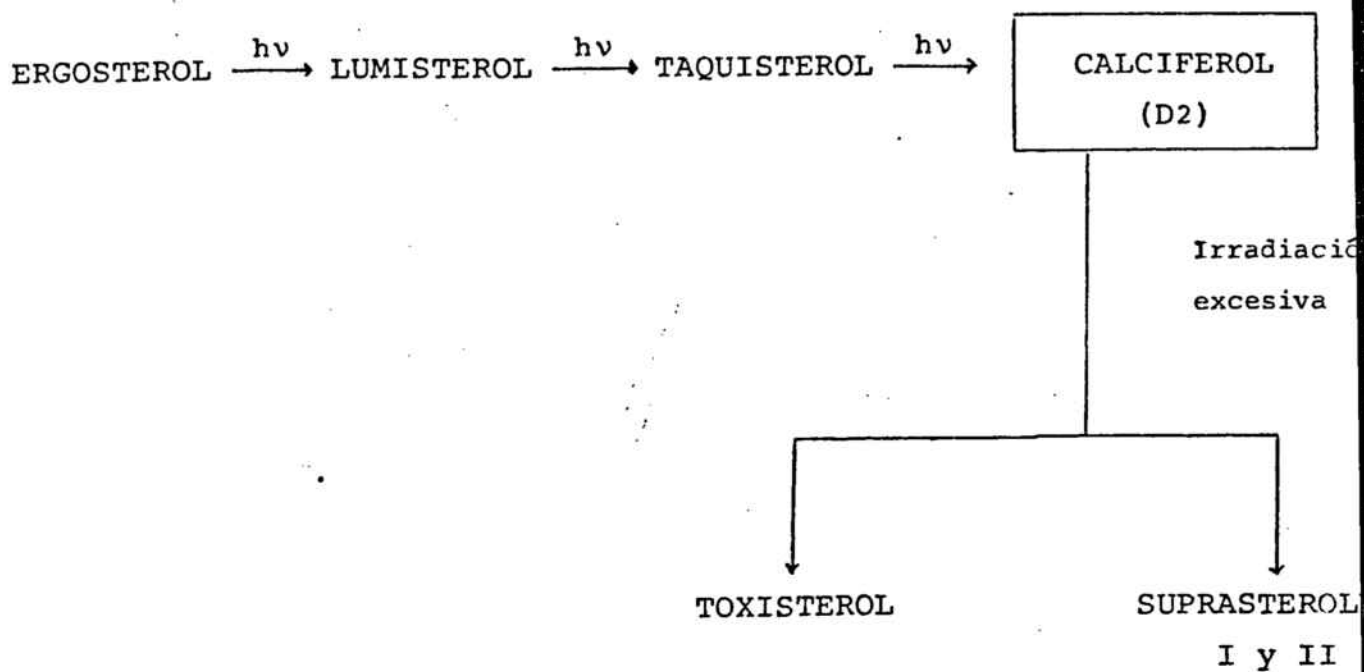 hν hν hν
ERGOSTEROL → LUMISTEROL → TAQUISTEROL → CALCIFEROL
(D2)
Irradiació
excesiva
TOXISTEROL SUPRASTEROL
I y II